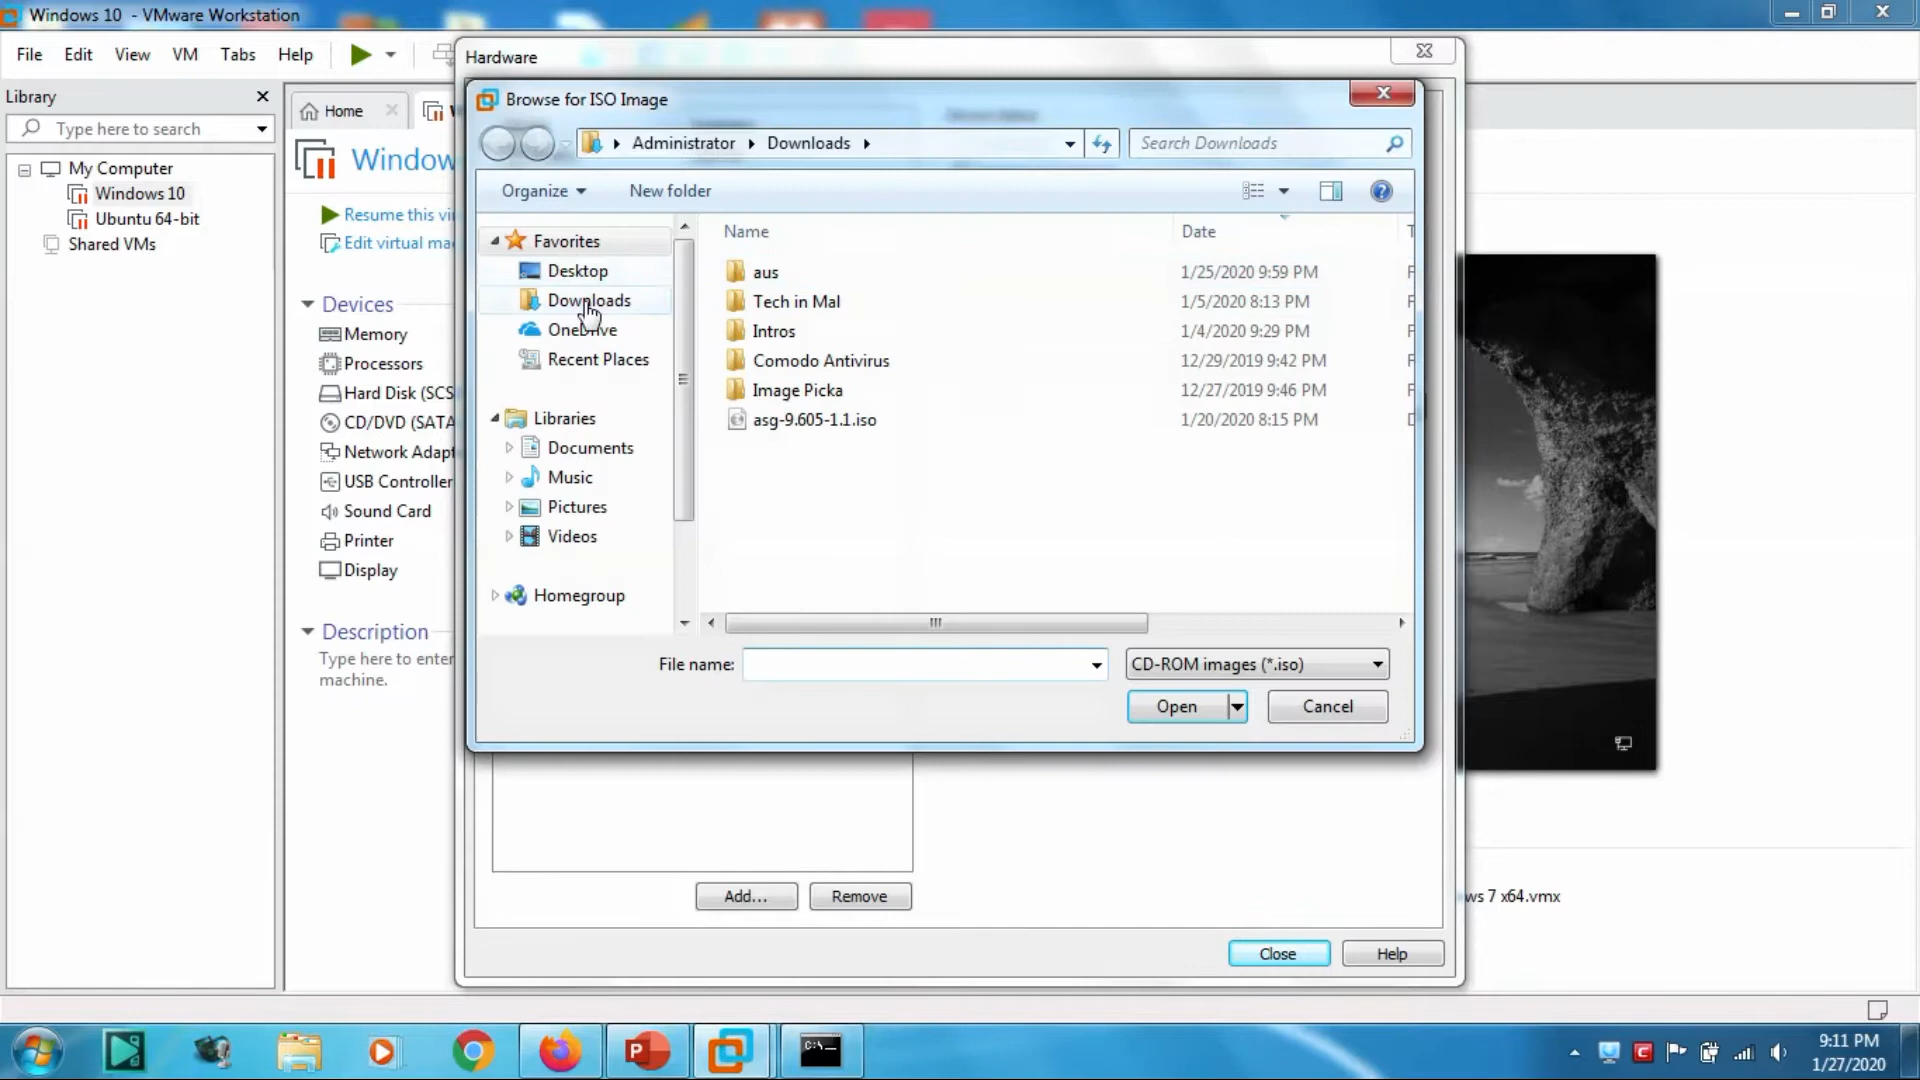 Windows 10 - VMware Workstation
File Edit View VM Tabs Help
Library
Type here to search
My Computer
Windows 10
Ubuntu 64-bit
Shared VMs
Home
Resume this
Devices
Memory
Processors
Hard Disk (SCS
CD/DVD (SATA
Network Adapt
USB Controller
Sound Card
Printer
Display
Description
Type here to enter
machine.
Hardware
Browse for ISO Image
Administrator Downloads
Search Downloads
Organize New folder
Favorites
Desktop
Downloads
OneDrive
Recent Places
Libraries
Documents
Music
Pictures
Videos
Homegroup
Name Date
aus 1/25/2020 9:59 PM
Tech in Mal 1/5/2020 8:13 PM
Intros 1/4/2020 9:29 PM
Comodo Antivirus 12/29/2019 9:42 PM
Image Picka 12/27/2019 9:46 PM
asg-9.605-1.1.iso 1/20/2020 8:15 PM
File name: CD-ROM images (*.iso)
Open Cancel
Add... Remove
Close Help
ws 7 x64.vmx
9:11 PM
1/27/2020